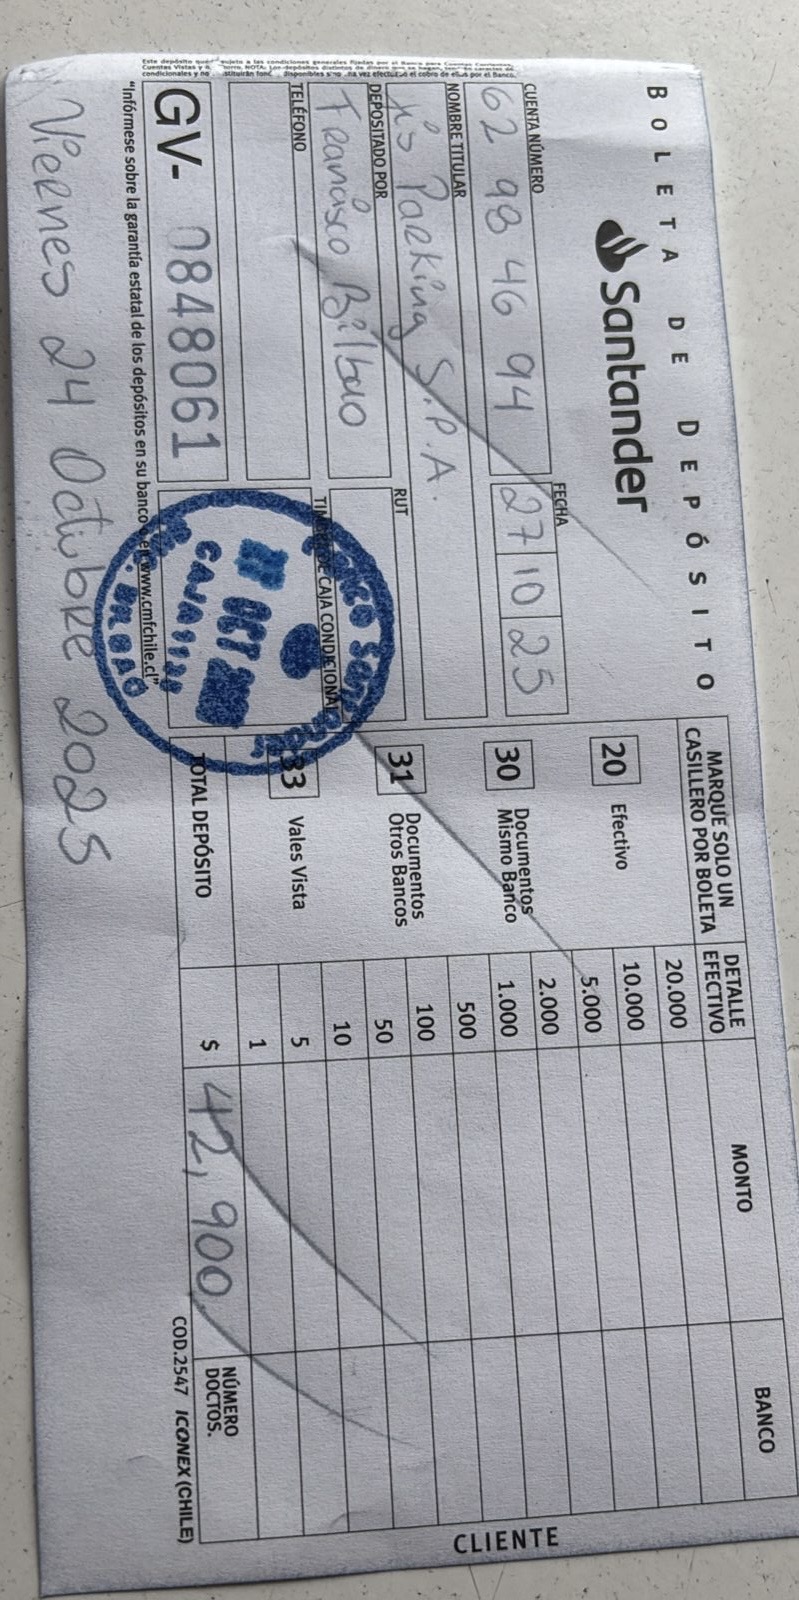 BOLETA DE DEPÓSITO
Santander
CUENTA NÚMERO
62 98 46 94
FECHA
27 10 25
NOMBRE TITULAR
Parking S.P.A.
DEPOSITADO POR
Francisco Bilbao
RUT
TELÉFONO
CAJA CONDICIONAL
GV- 0848061
"Infórmese sobre la garantía estatal de los depósitos en su banco o en www.cmfchile.cl"
Viernes 24 Octubre 2025
MARQUE SOLO UN
CASILLERO POR BOLETA
20 Efectivo
30 Documentos
Mismo Banco
31 Documentos
Otros Bancos
33 Vales Vista
TOTAL DEPÓSITO
DETALLE
EFECTIVO
MONTO
BANCO
20.000
10.000
5.000
2.000
1.000
500
100
50
10
5
1
$ 42,900
NÚMERO
DOCTOS.
COD.2547 ICONEX (CHILE)
CLIENTE